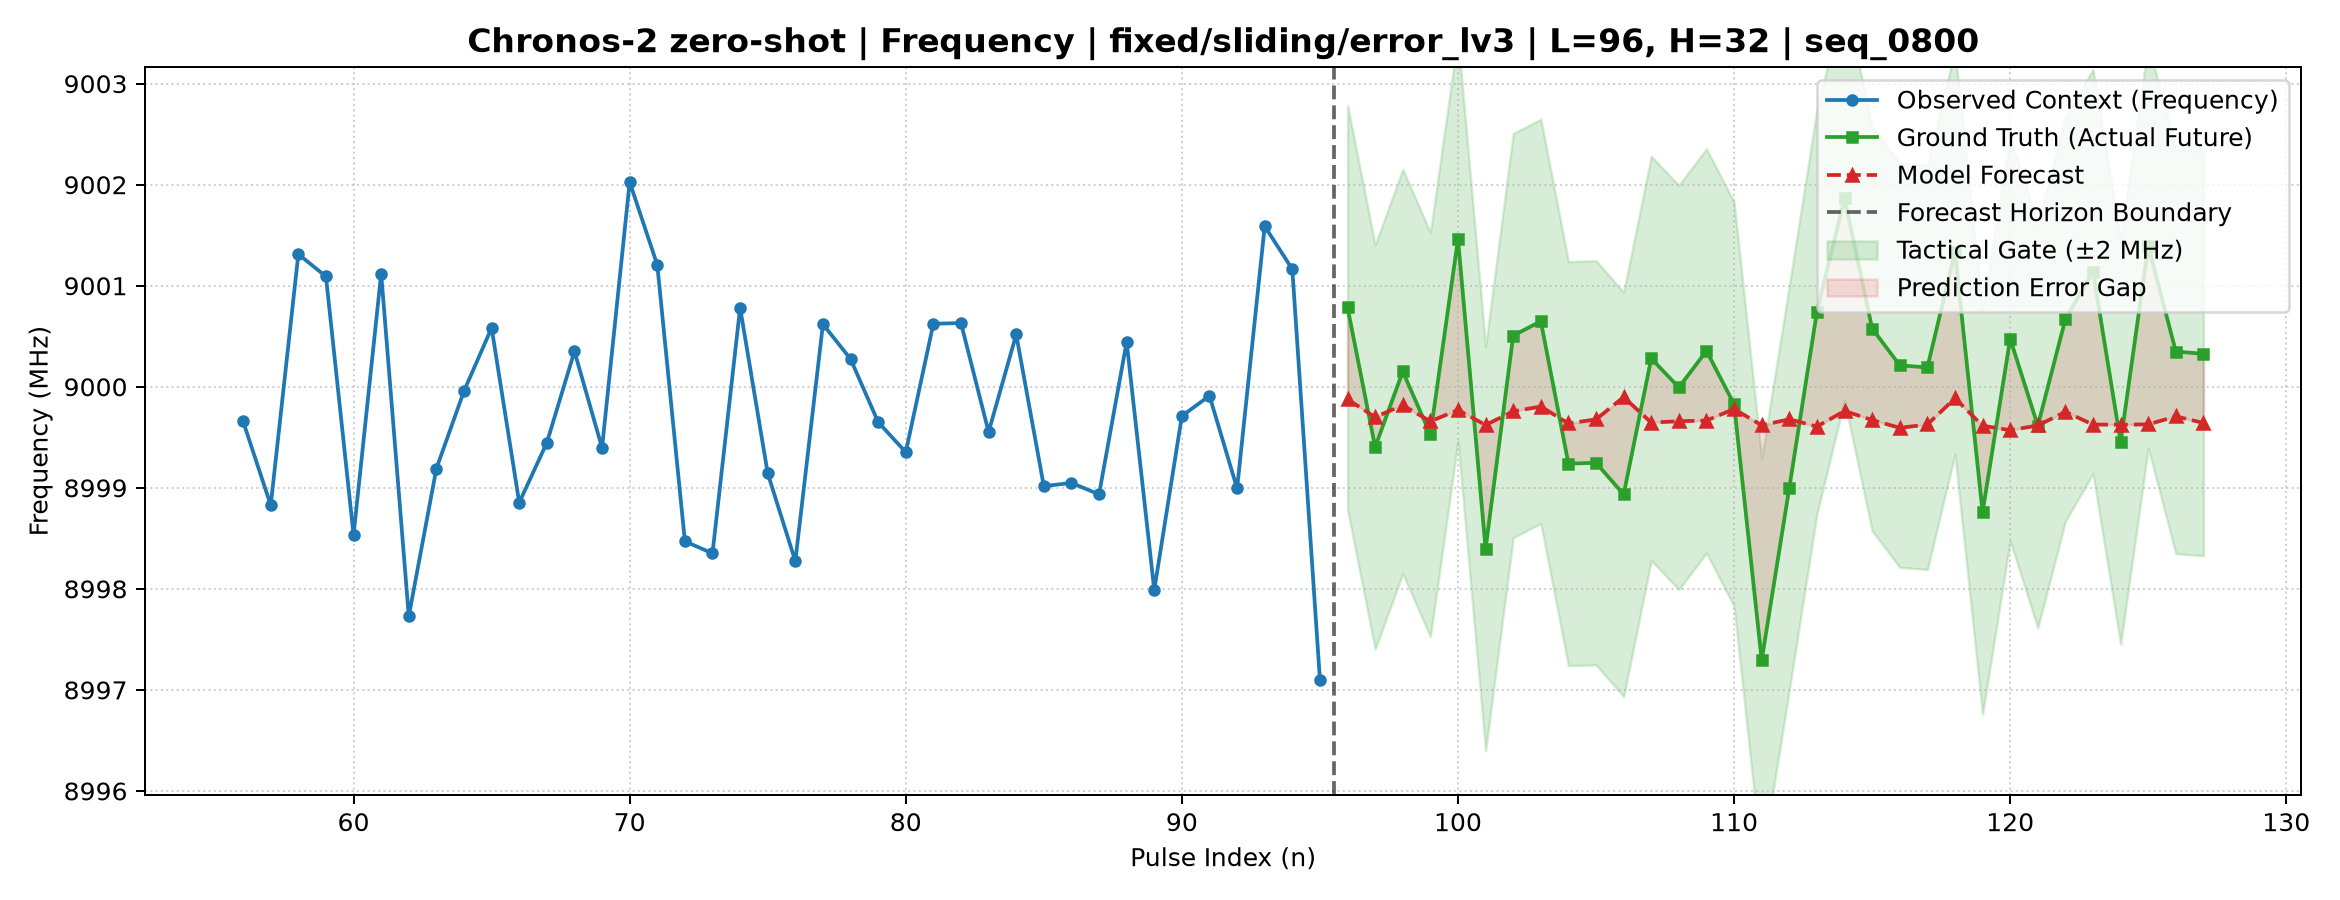 Chronos-2 zero-shot | Frequency | fixed/sliding/error_lv3 | L=96, H=32 | seq_0800
Frequency (MHz)
9003
9002
9001
9000
8999
8998
8997
8996
Observed Context (Frequency)
Ground Truth (Actual Future)
Model Forecast
Forecast Horizon Boundary
Tactical Gate (±2 MHz)
Prediction Error Gap
60 70 80 90 100 110 120 130
Pulse Index (n)